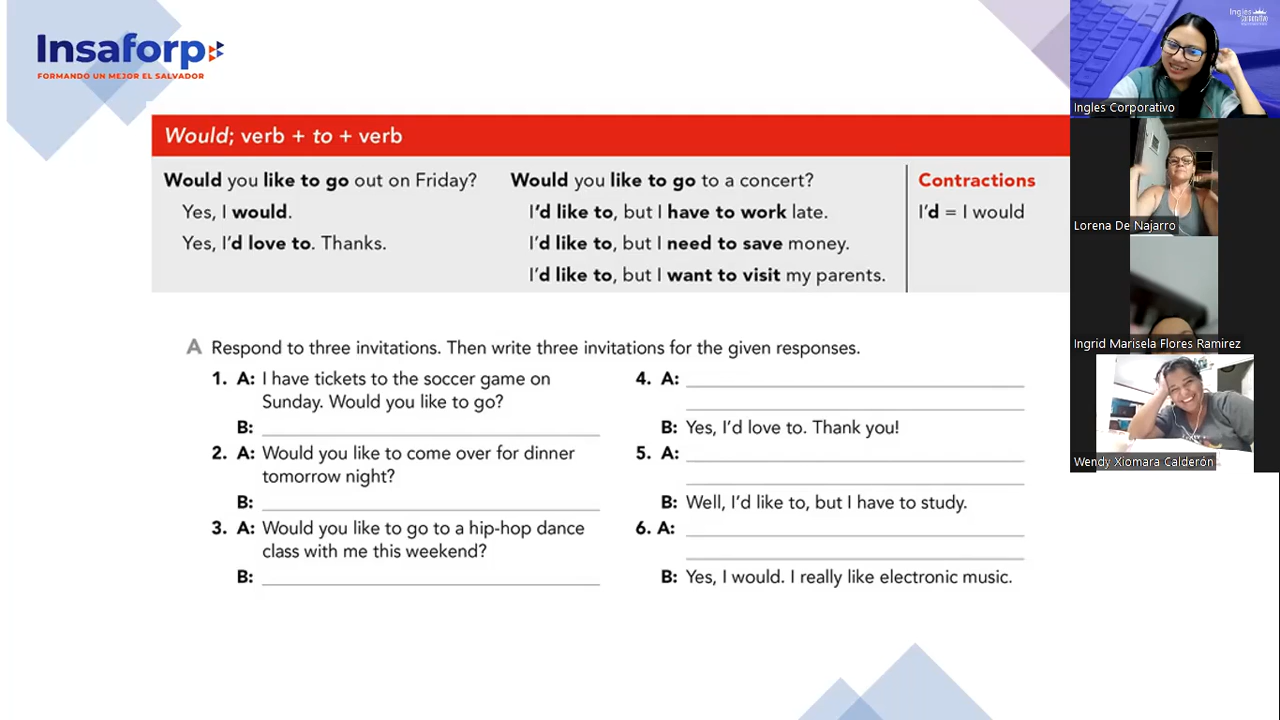 Insaforp
FORMANDO UN MEJOR EL SALVADOR
Would; verb + to + verb
Would you like to go out on Friday?
Yes, I would.
Yes, I'd love to. Thanks.
Would you like to go to a concert?
I'd like to, but I have to work late.
I'd like to, but I need to save money.
I'd like to, but I want to visit my parents.
Contractions
I'd = I would
A Respond to three invitations. Then write three invitations for the given responses.
1. A: I have tickets to the soccer game on
Sunday. Would you like to go?
B:
2. A: Would you like to come over for dinner
tomorrow night?
B:
3. A: Would you like to go to a hip-hop dance
class with me this weekend?
B:
4. A:
B: Yes, I'd love to. Thank you!
5. A:
B: Well, I'd like to, but I have to study.
6. A:
B: Yes, I would. I really like electronic music.
Ingles
Corporativo
Ingles Corporativo
Lorena De Najarro
Ingrid Marisela Flores Ramirez
Wendy Xiomara Calderón